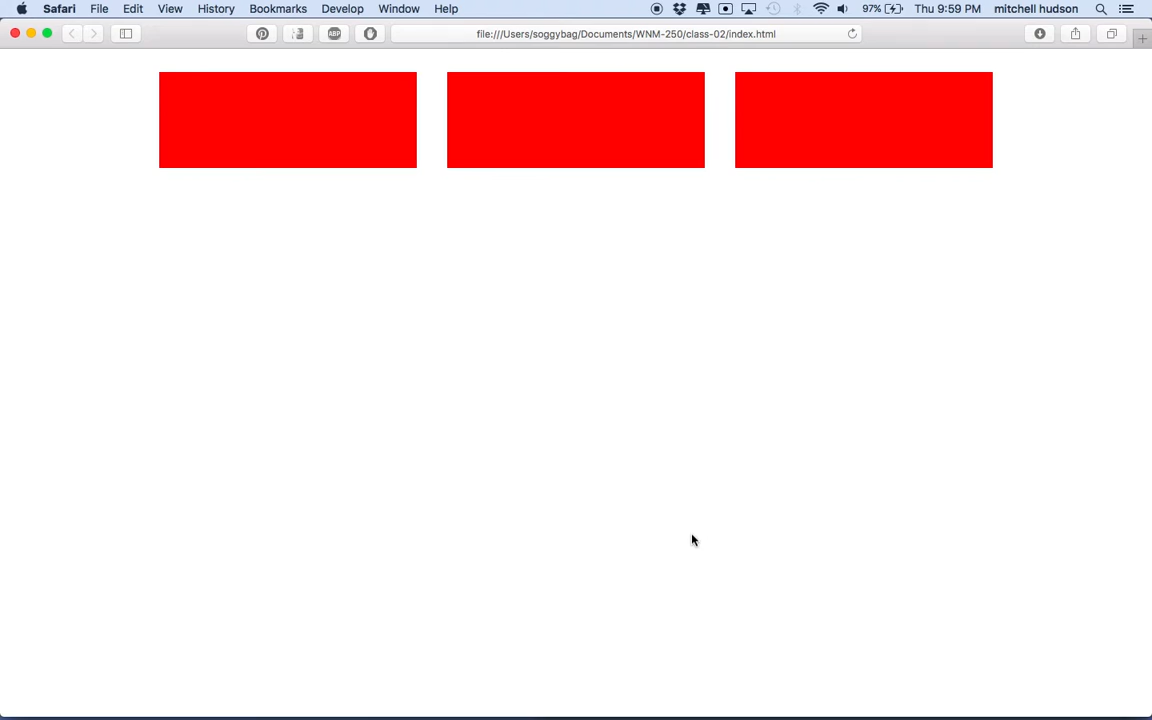 Safari File Edit View History Bookmarks Develop Window Help 97% Thu 9:59 PM mitchell hudson
ABP file:///Users/soggybag/Documents/WNM-250/class-02/index.html